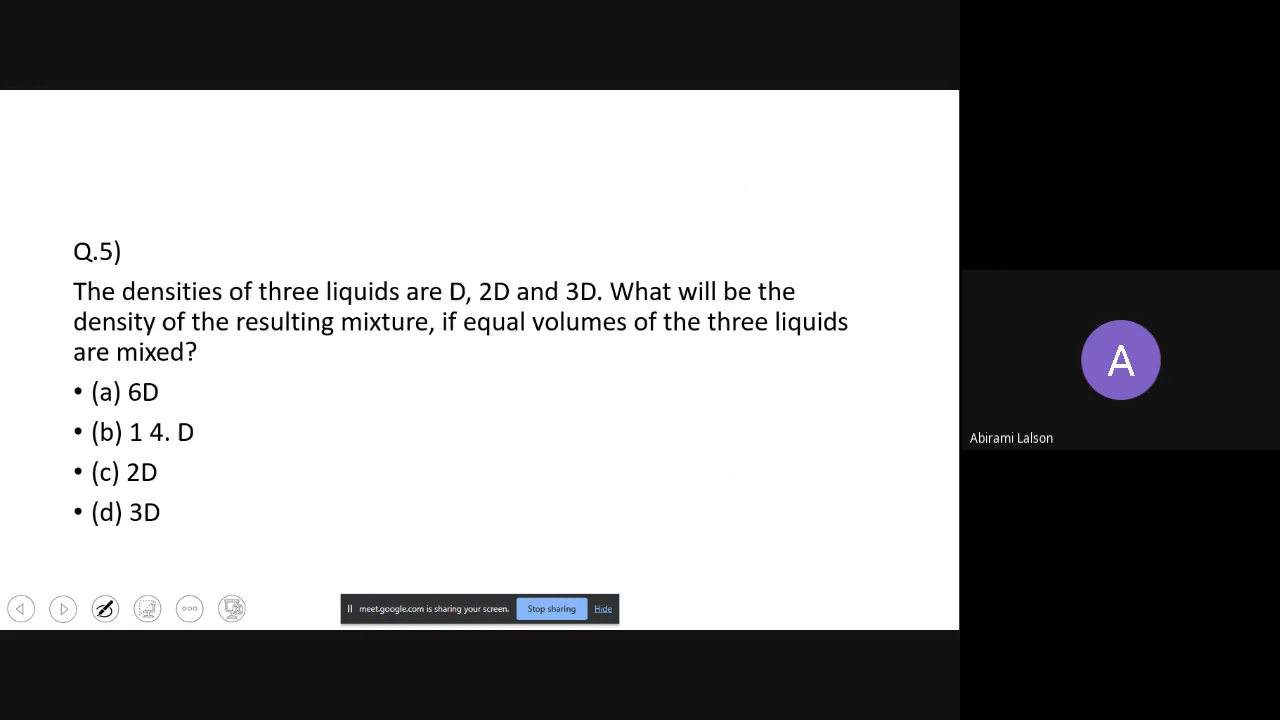 Q.5)
The densities of three liquids are D, 2D and 3D. What will be the
density of the resulting mixture, if equal volumes of the three liquids
are mixed?
• (a) 6D
• (b) 1 4. D
• (c) 2D
• (d) 3D
A
Abirami Lalson
meet.google.com is sharing your screen. Stop sharing Hide